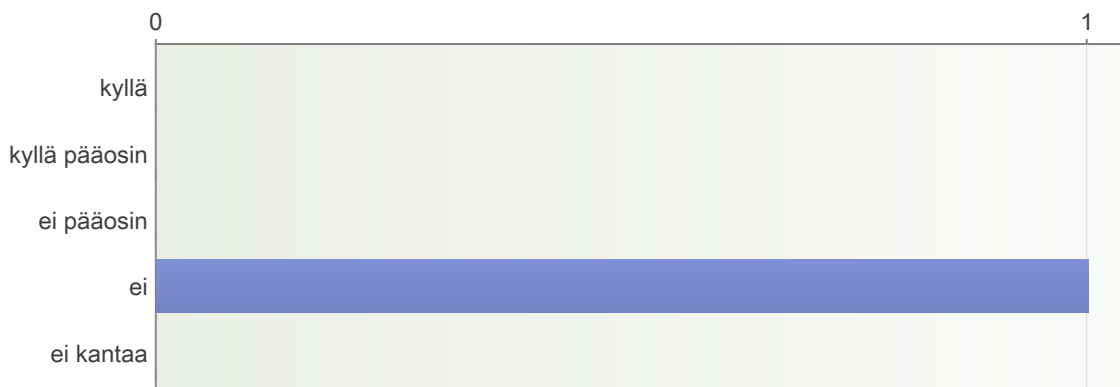 0 1
kyllä
kyllä pääosin
ei pääosin
ei
ei kantaa